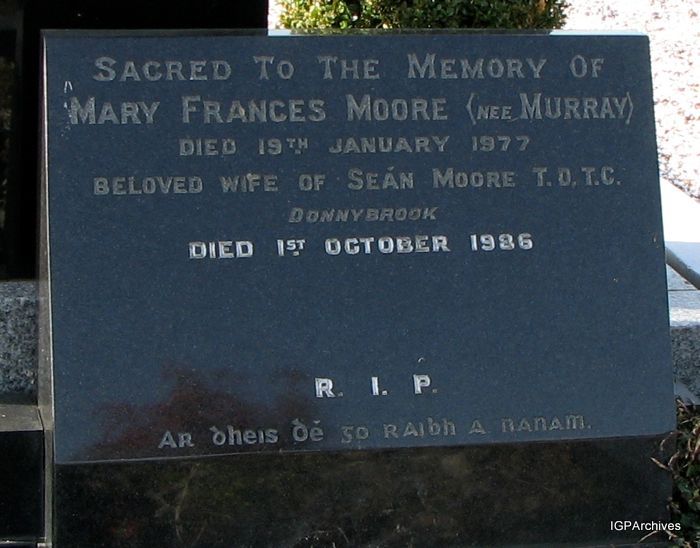 SACRED TO THE MEMORY OF
MARY FRANCES MOORE (NEE MURRAY)
DIED 19TH JANUARY 1977
BELOVED WIFE OF SEÁN MOORE T.D.T.C.
DONNYBROOK
DIED 1ST OCTOBER 1986
R. I. P.
Ar dheis Dé go raibh a nanam.
IGPArchives